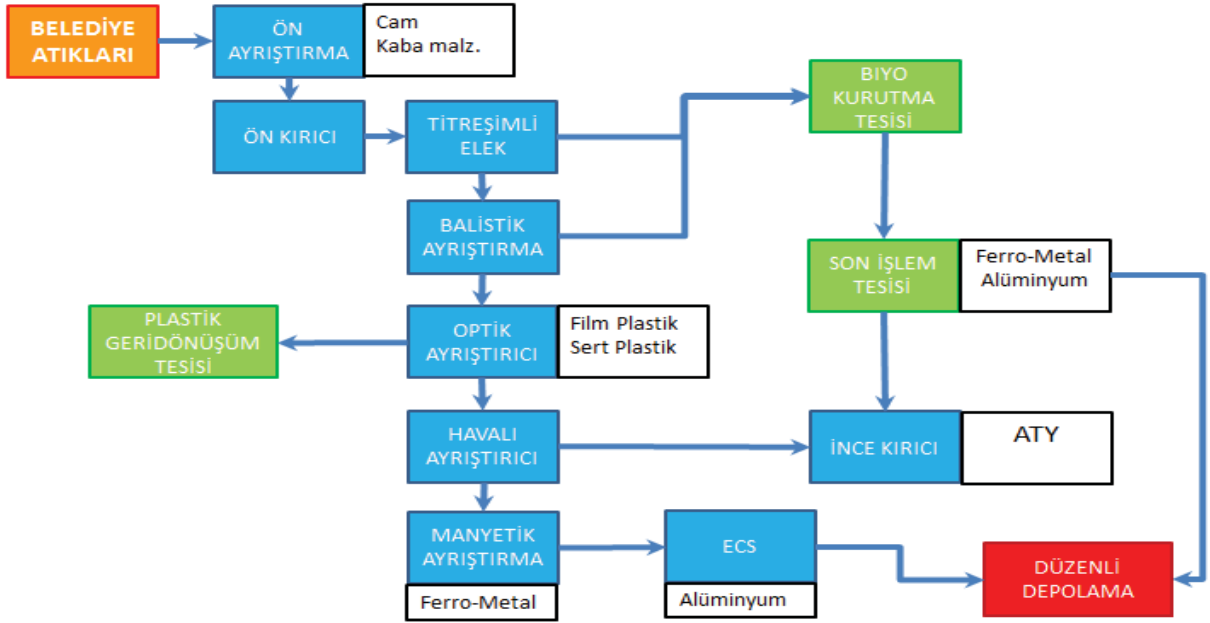 BELEDİYE
ATIKLARI
ÖN
AYRIŞTIRMA
Cam
Kaba malz.
ÖN KIRICI
TİTREŞİMLİ
ELEK
BIYO
KURUTMA
TESİSİ
BALİSTİK
AYRIŞTIRMA
SON İŞLEM
TESİSİ
Ferro-Metal
Alüminyum
PLASTİK
GERİDÖNÜŞÜM
TESİSİ
OPTİK
AYRIŞTIRICI
Film Plastik
Sert Plastik
HAVALI
AYRIŞTIRICI
İNCE KIRICI
ATY
MANYETİK
AYRIŞTIRMA
Ferro-Metal
ECS
Alüminyum
DÜZENLİ
DEPOLAMA